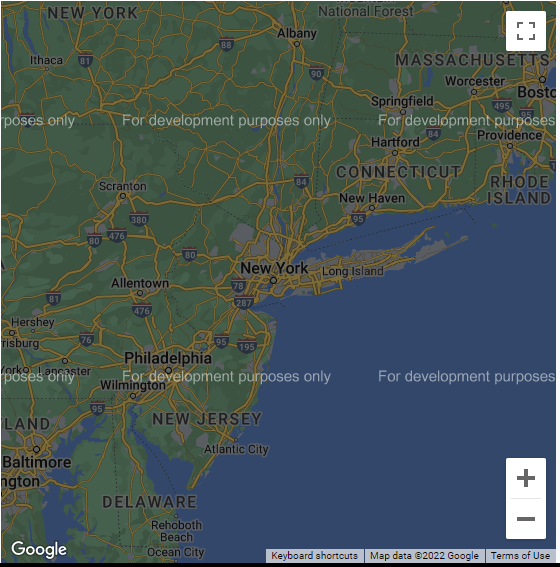 NEW YORK
National Forest
Albany
88
Ithaca
81
90
MASSACHUSETTS
Worcester
Bosto
Springfield
495
95
rposes only
For development purposes only
For development purposes
84
Providence
Hartford
CONNECTICUT
84
RHODE
ISLAND
Scranton
New Haven
95
380
476
80
80
New York
Long Island
Allentown
78
81
287
476
Hershey
rrisburg
76
95
195
Philadelphia
York
Lancaster
rposes only
For development purposes only
For development purposes
Wilmington
95
NEW JERSEY
YLAND
Atlantic City
Baltimore
ngton
DELAWARE
Rehoboth
Beach
Ocean City
Google
Keyboard shortcuts
Map data ©2022 Google
Terms of Use